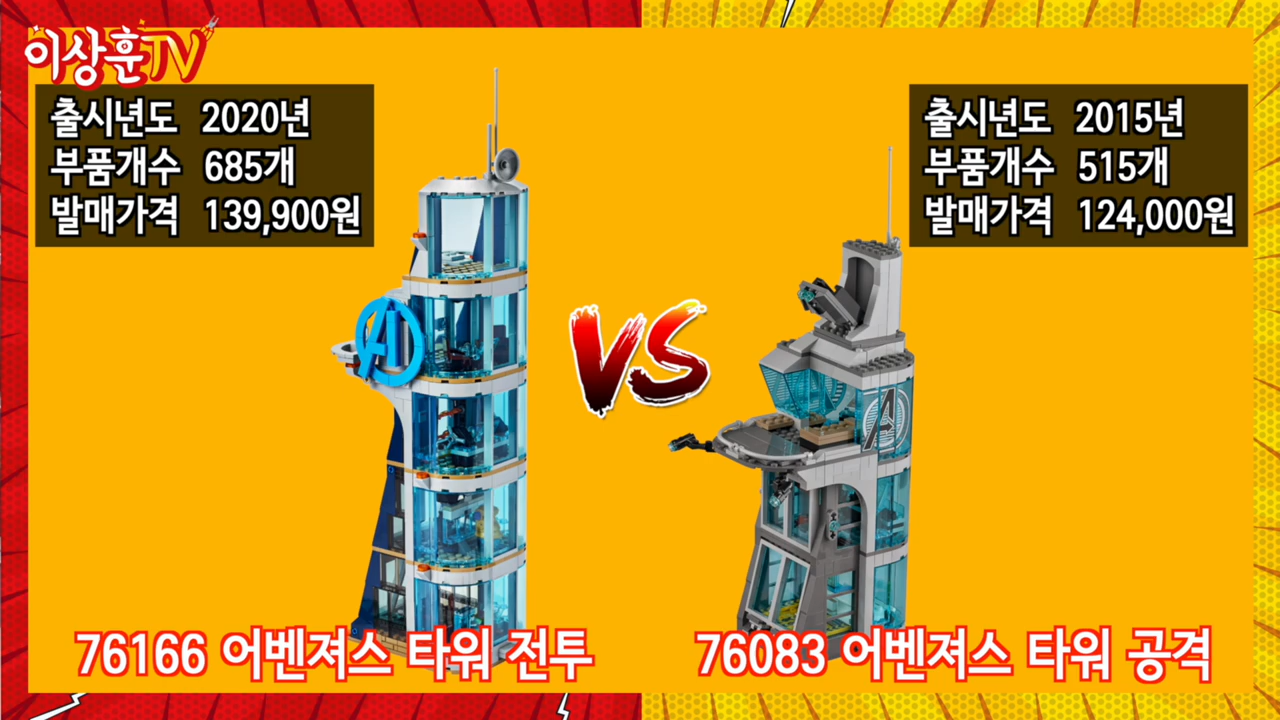 이상훈TV
출시년도 2020년
부품개수 685개
발매가격 139,900원
출시년도 2015년
부품개수 515개
발매가격 124,000원
A
VS
A
76166 어벤져스 타워 전투
76083 어벤져스 타워 공격